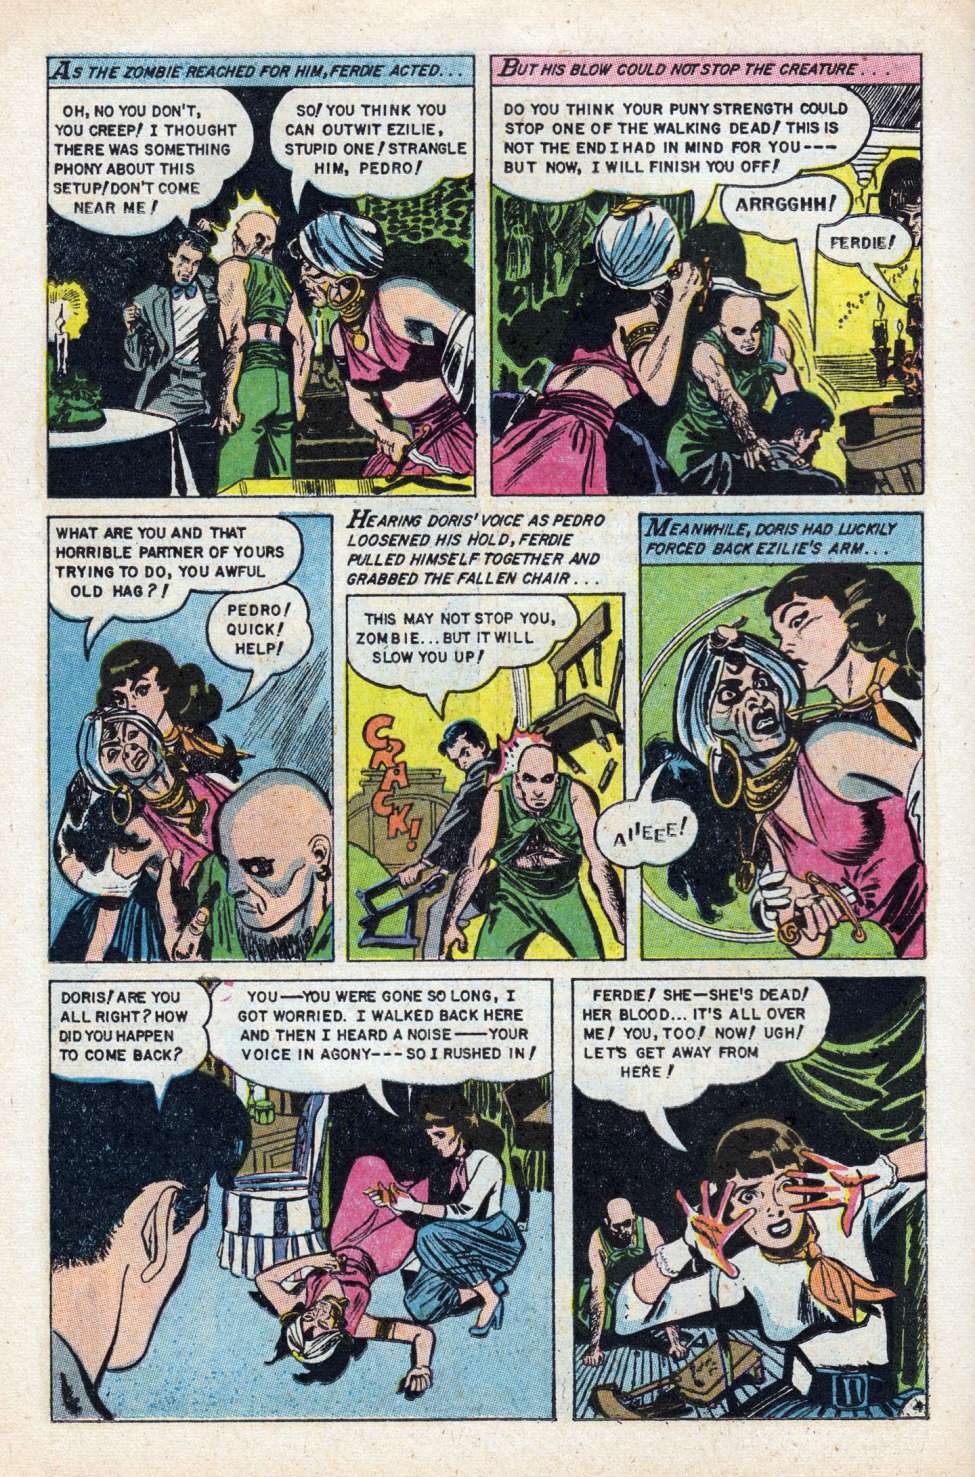 AS THE ZOMBIE REACHED FOR HIM, FERDIE ACTED...
OH, NO YOU DON'T,
YOU CREEP! I THOUGHT
THERE WAS SOMETHING
PHONY ABOUT THIS
SETUP! DON'T COME
NEAR ME!
SO! YOU THINK YOU
CAN OUTWIT EZILIE,
STUPID ONE! STRANGLE
HIM, PEDRO!
BUT HIS BLOW COULD NOT STOP THE CREATURE...
DO YOU THINK YOUR PUNY STRENGTH COULD
STOP ONE OF THE WALKING DEAD! THIS IS
NOT THE END I HAD IN MIND FOR YOU---
BUT NOW, I WILL FINISH YOU OFF!
ARRGGHH!
FERDIE!
WHAT ARE YOU AND THAT
HORRIBLE PARTNER OF YOURS
TRYING TO DO, YOU AWFUL
OLD HAG?!
PEDRO!
QUICK!
HELP!
HEARING DORIS' VOICE AS PEDRO
LOOSENED HIS HOLD, FERDIE
PULLED HIMSELF TOGETHER AND
GRABBED THE FALLEN CHAIR...
THIS MAY NOT STOP YOU,
ZOMBIE...BUT IT WILL
SLOW YOU UP!
CRACK!
MEANWHILE, DORIS HAD LUCKILY
FORCED BACK EZILIE'S ARM...
AIIEEE!
DORIS! ARE YOU
ALL RIGHT? HOW
DID YOU HAPPEN
TO COME BACK?
YOU--YOU WERE GONE SO LONG, I
GOT WORRIED. I WALKED BACK HERE
AND THEN I HEARD A NOISE--YOUR
VOICE IN AGONY---SO I RUSHED IN!
FERDIE! SHE--SHE'S DEAD!
HER BLOOD... IT'S ALL OVER
ME! YOU, TOO! NOW! UGH!
LET'S GET AWAY FROM
HERE!
4